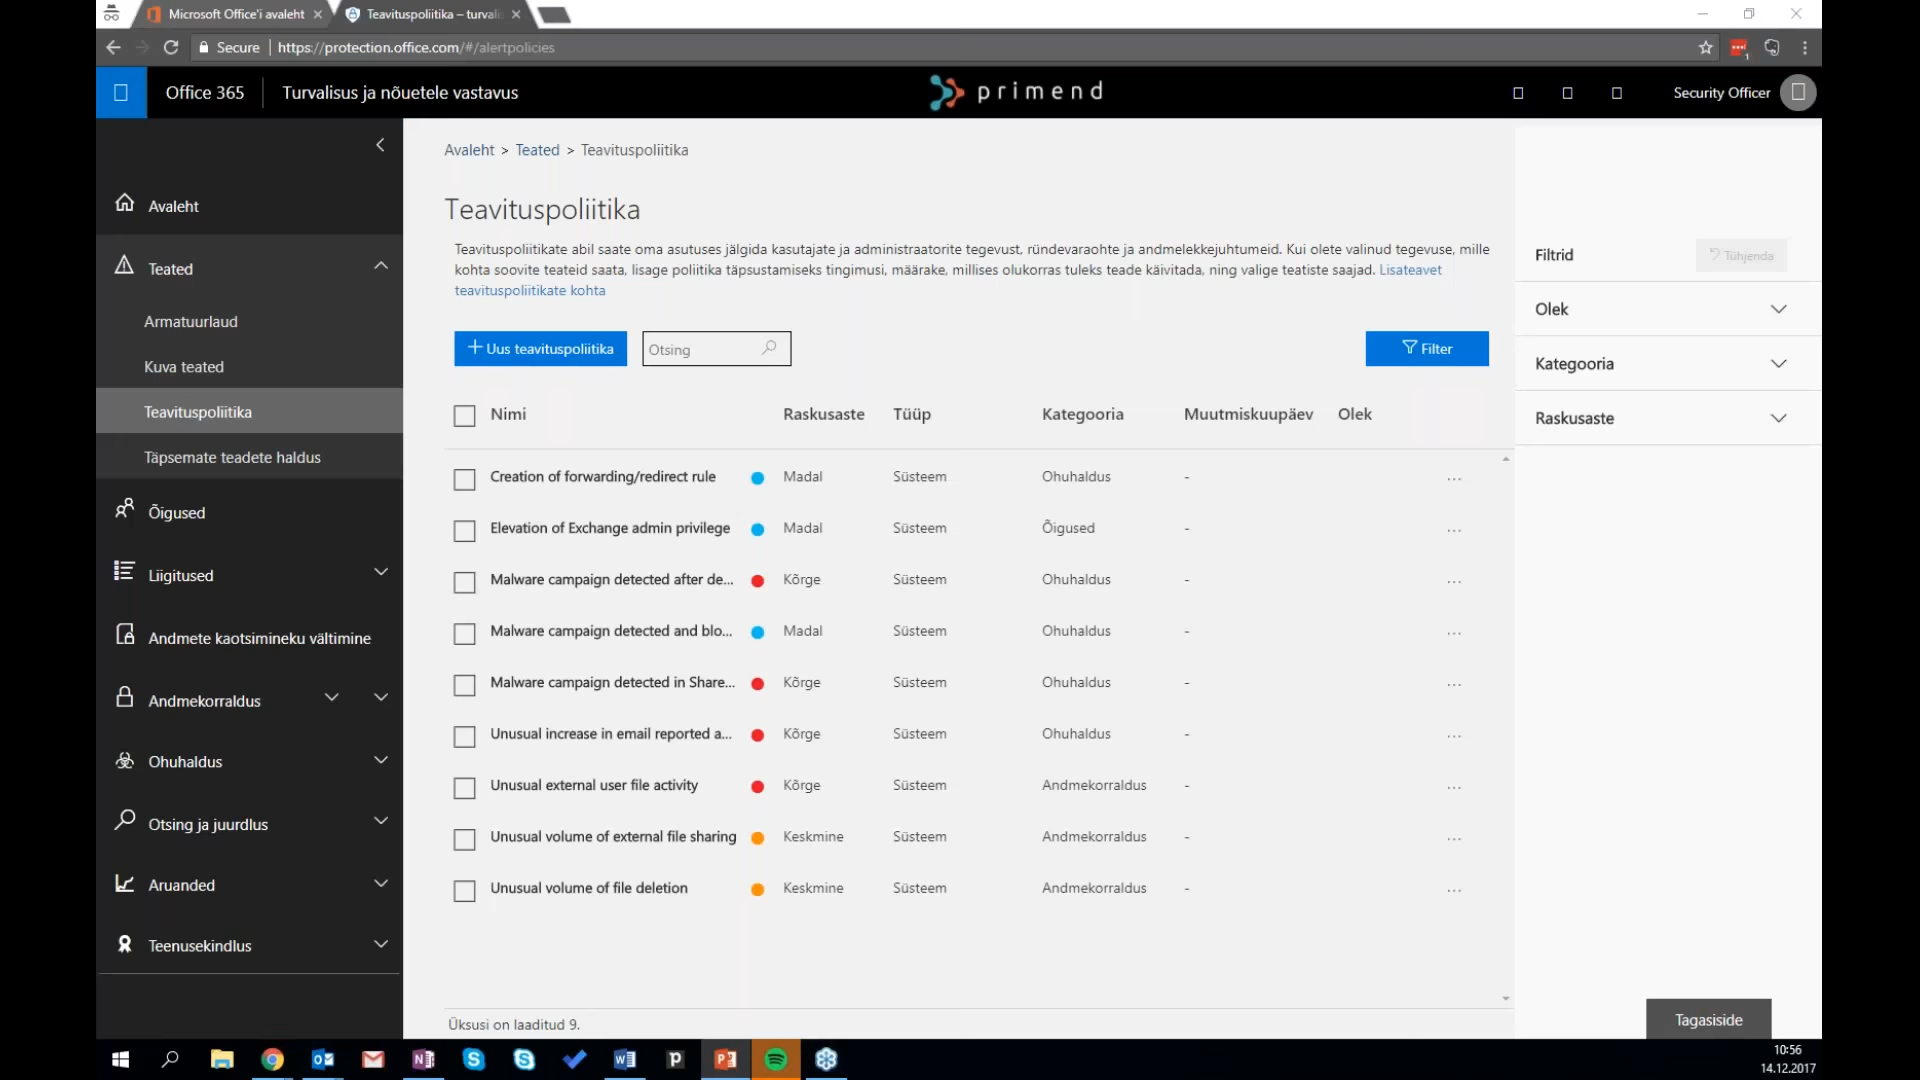 Microsoft Office'i avaleht
Teavituspoliitika – turvali
Secure
https://protection.office.com/#/alertpolicies
1
Office 365
Turvalisus ja nõuetele vastavus
primend
Security Officer
Avaleht
Teated
Armatuurlaud
Kuva teated
Teavituspoliitika
Täpsemate teadete haldus
Õigused
Liigitused
Andmete kaotsimineku vältimine
Andmekorraldus
Ohuhaldus
Otsing ja juurdlus
Aruanded
Teenusekindlus
Avaleht > Teated > Teavituspoliitika
Teavituspoliitika
Teavituspoliitikate abil saate oma asutuses jälgida kasutajate ja administraatorite tegevust, ründevaraohte ja andmelekkejuhtumeid. Kui olete valinud tegevuse, mille
kohta soovite teateid saata, lisage poliitika täpsustamiseks tingimusi, määrake, millises olukorras tuleks teade käivitada, ning valige teatiste saajad. Lisateavet
teavituspoliitikate kohta
+ Uus teavituspoliitika
Otsing
Filter
Nimi Raskusaste Tüüp Kategooria Muutmiskuupäev Olek
Creation of forwarding/redirect rule Madal Süsteem Ohuhaldus - ...
Elevation of Exchange admin privilege Madal Süsteem Õigused - ...
Malware campaign detected after de... Kõrge Süsteem Ohuhaldus - ...
Malware campaign detected and blo... Madal Süsteem Ohuhaldus - ...
Malware campaign detected in Share... Kõrge Süsteem Ohuhaldus - ...
Unusual increase in email reported a... Kõrge Süsteem Ohuhaldus - ...
Unusual external user file activity Kõrge Süsteem Andmekorraldus - ...
Unusual volume of external file sharing Keskmine Süsteem Andmekorraldus - ...
Unusual volume of file deletion Keskmine Süsteem Andmekorraldus - ...
Üksusi on laaditud 9.
Filtrid
Tühjenda
Olek
Kategooria
Raskusaste
Tagasiside
10:56
14.12.2017